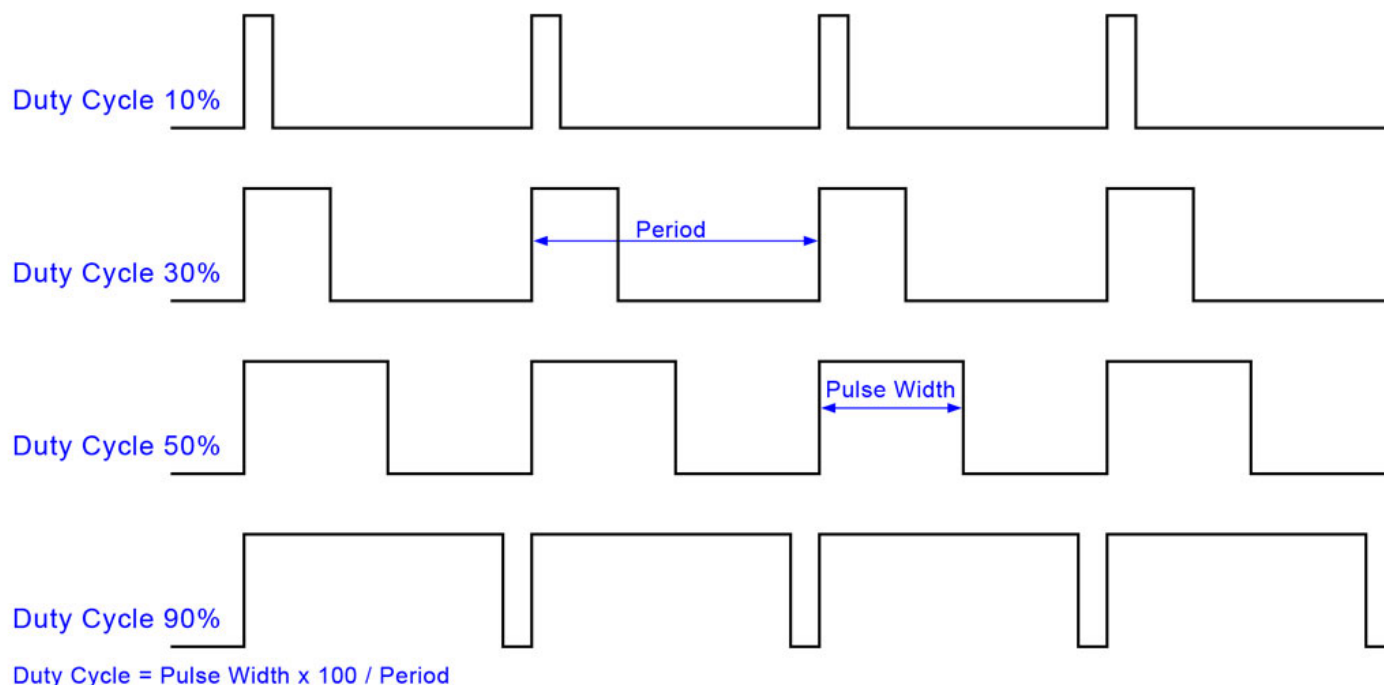 Duty Cycle 10%
Period
Duty Cycle 30%
Pulse Width
Duty Cycle 50%
Duty Cycle 90%
Duty Cycle = Pulse Width x 100 / Period